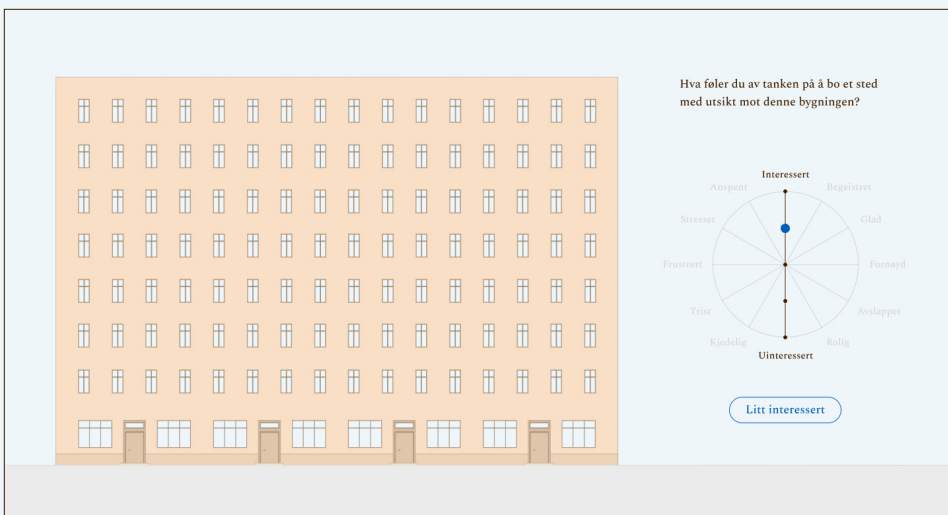 Hva føler du av tanken på å bo et sted
med utsikt mot denne bygningen?
Interessert
Anspent
Begeistret
Stresset
Glad
Frustrert
Fornøyd
Trist
Avslappet
Kjedelig
Rolig
Uinteressert
Litt interessert